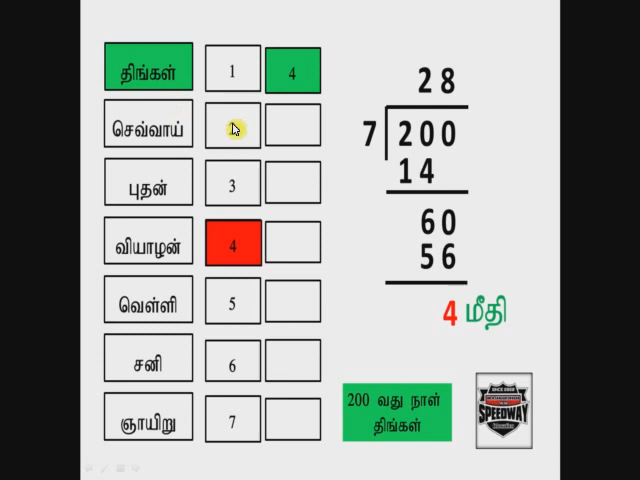 திங்கள் 1 4
செவ்வாய்
புதன் 3
வியாழன் 4
வெள்ளி 5
சனி 6
ஞாயிறு 7
28
7 200
14
60
56
4 மீதி
200 வது நாள்
திங்கள்
SPEEDWAY